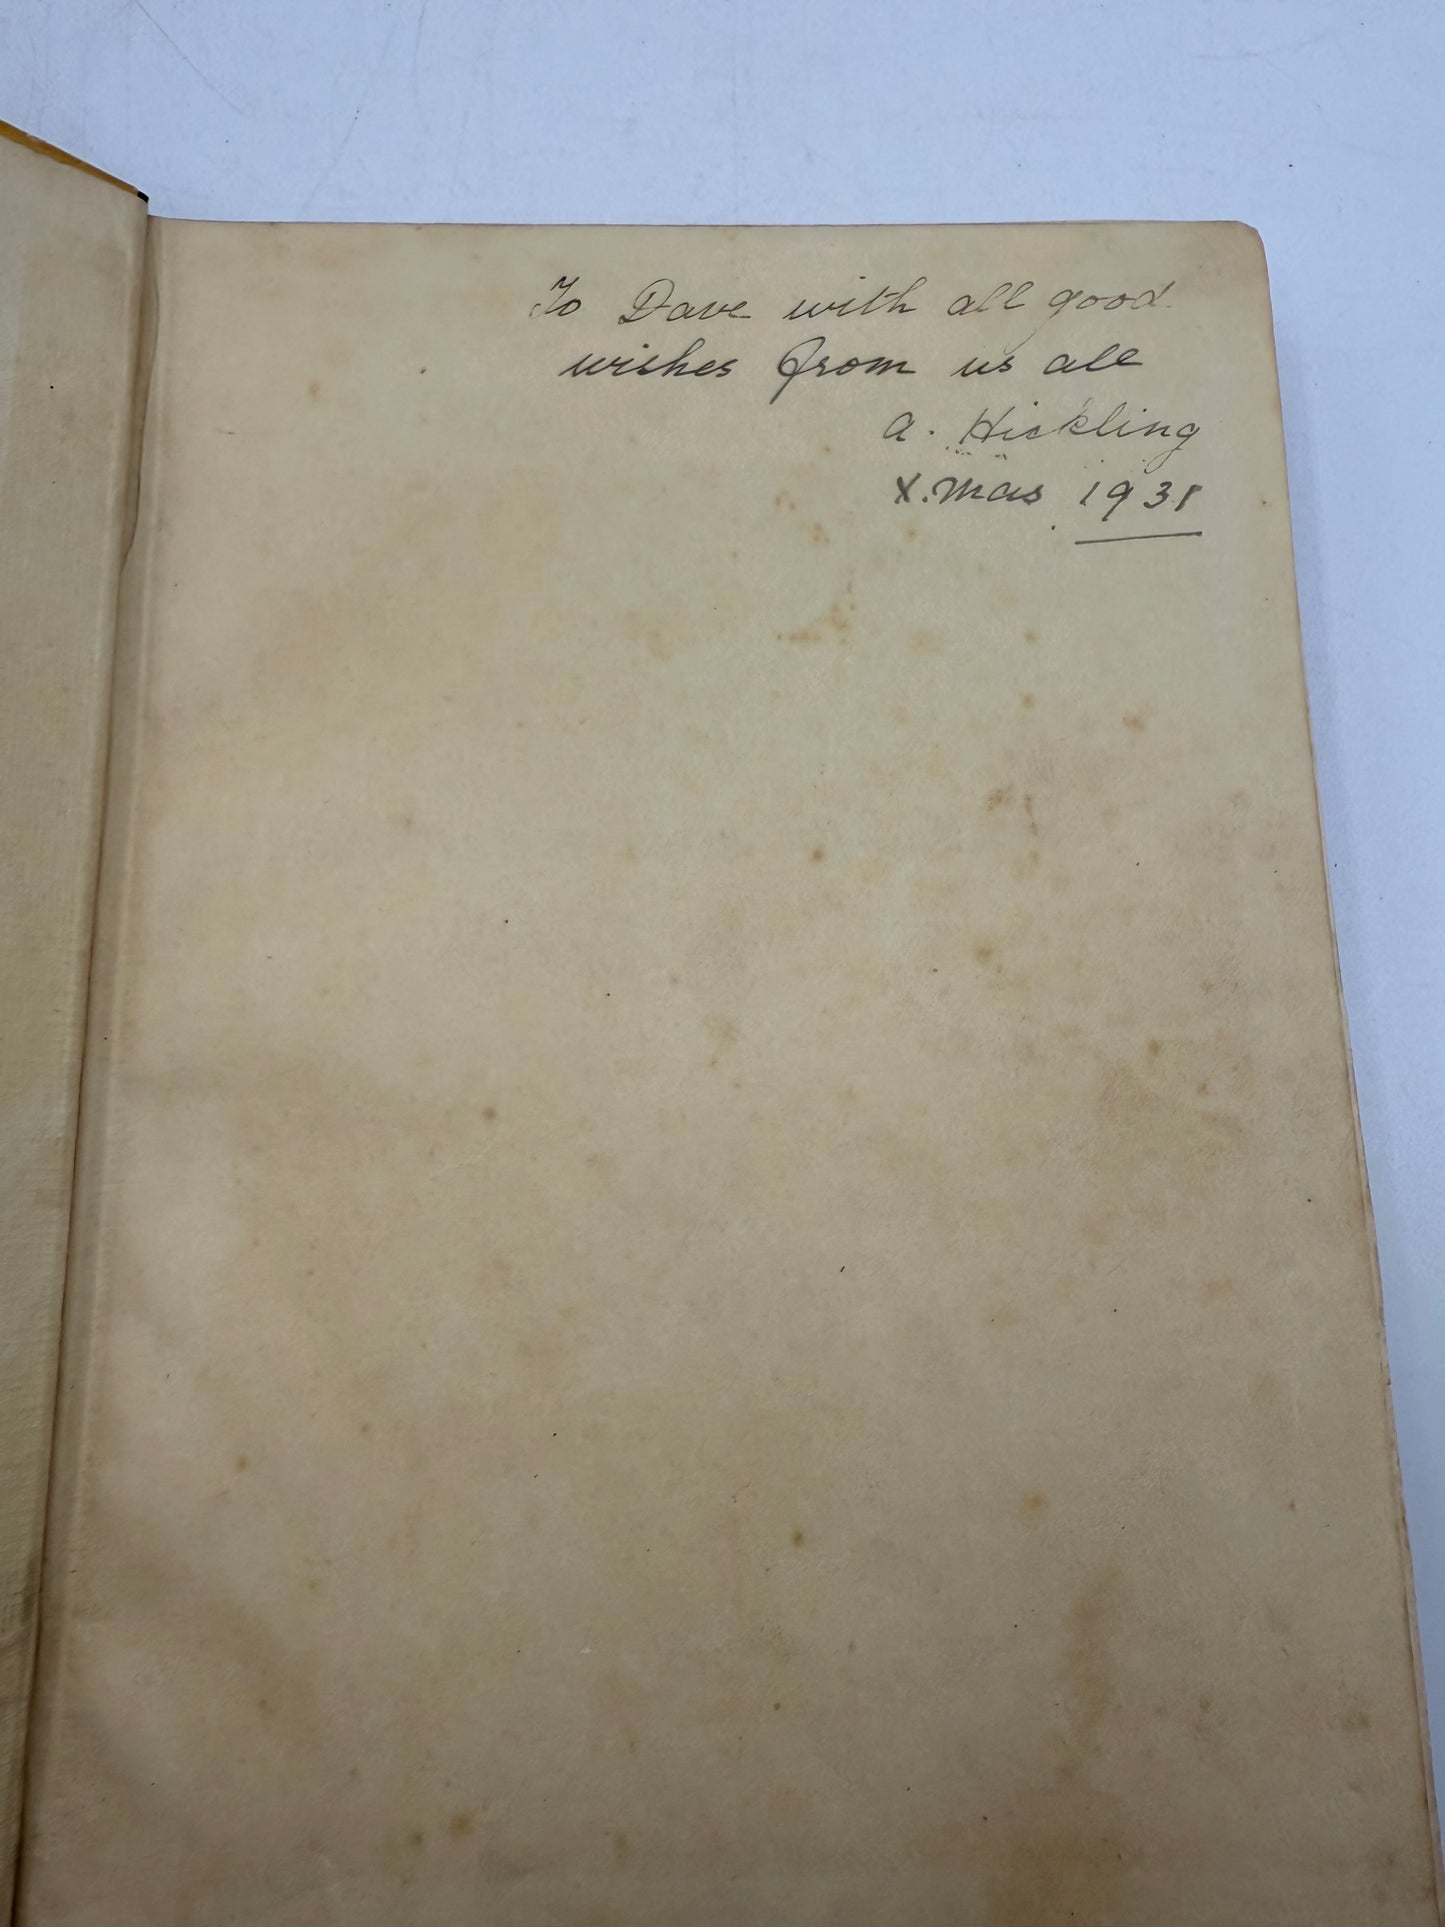 To Dave with all good
wishes from us all
A. Hickling
X.Mas 1931